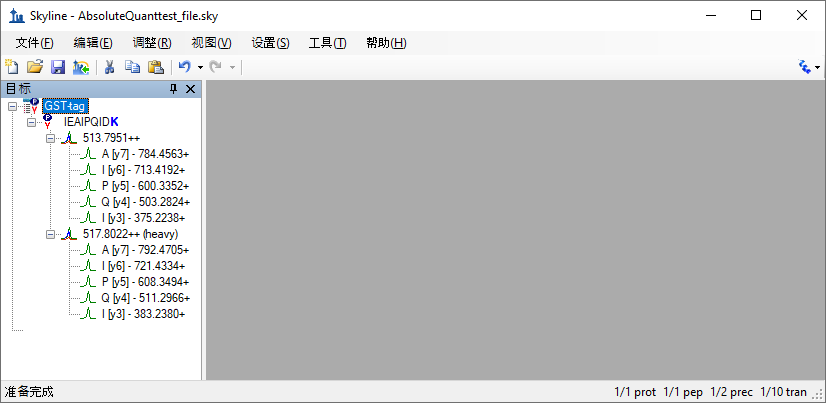 Skyline - AbsoluteQuanttest_file.sky
文件(F) 编辑(E) 调整(R) 视图(V) 设置(S) 工具(T) 帮助(H)
目标
GST-tag
IEAIPQIDK
513.7951++
A [y7] - 784.4563+
I [y6] - 713.4192+
P [y5] - 600.3352+
Q [y4] - 503.2824+
I [y3] - 375.2238+
517.8022++ (heavy)
A [y7] - 792.4705+
I [y6] - 721.4334+
P [y5] - 608.3494+
Q [y4] - 511.2966+
I [y3] - 383.2380+
准备完成 1/1 prot 1/1 pep 1/2 prec 1/10 tran